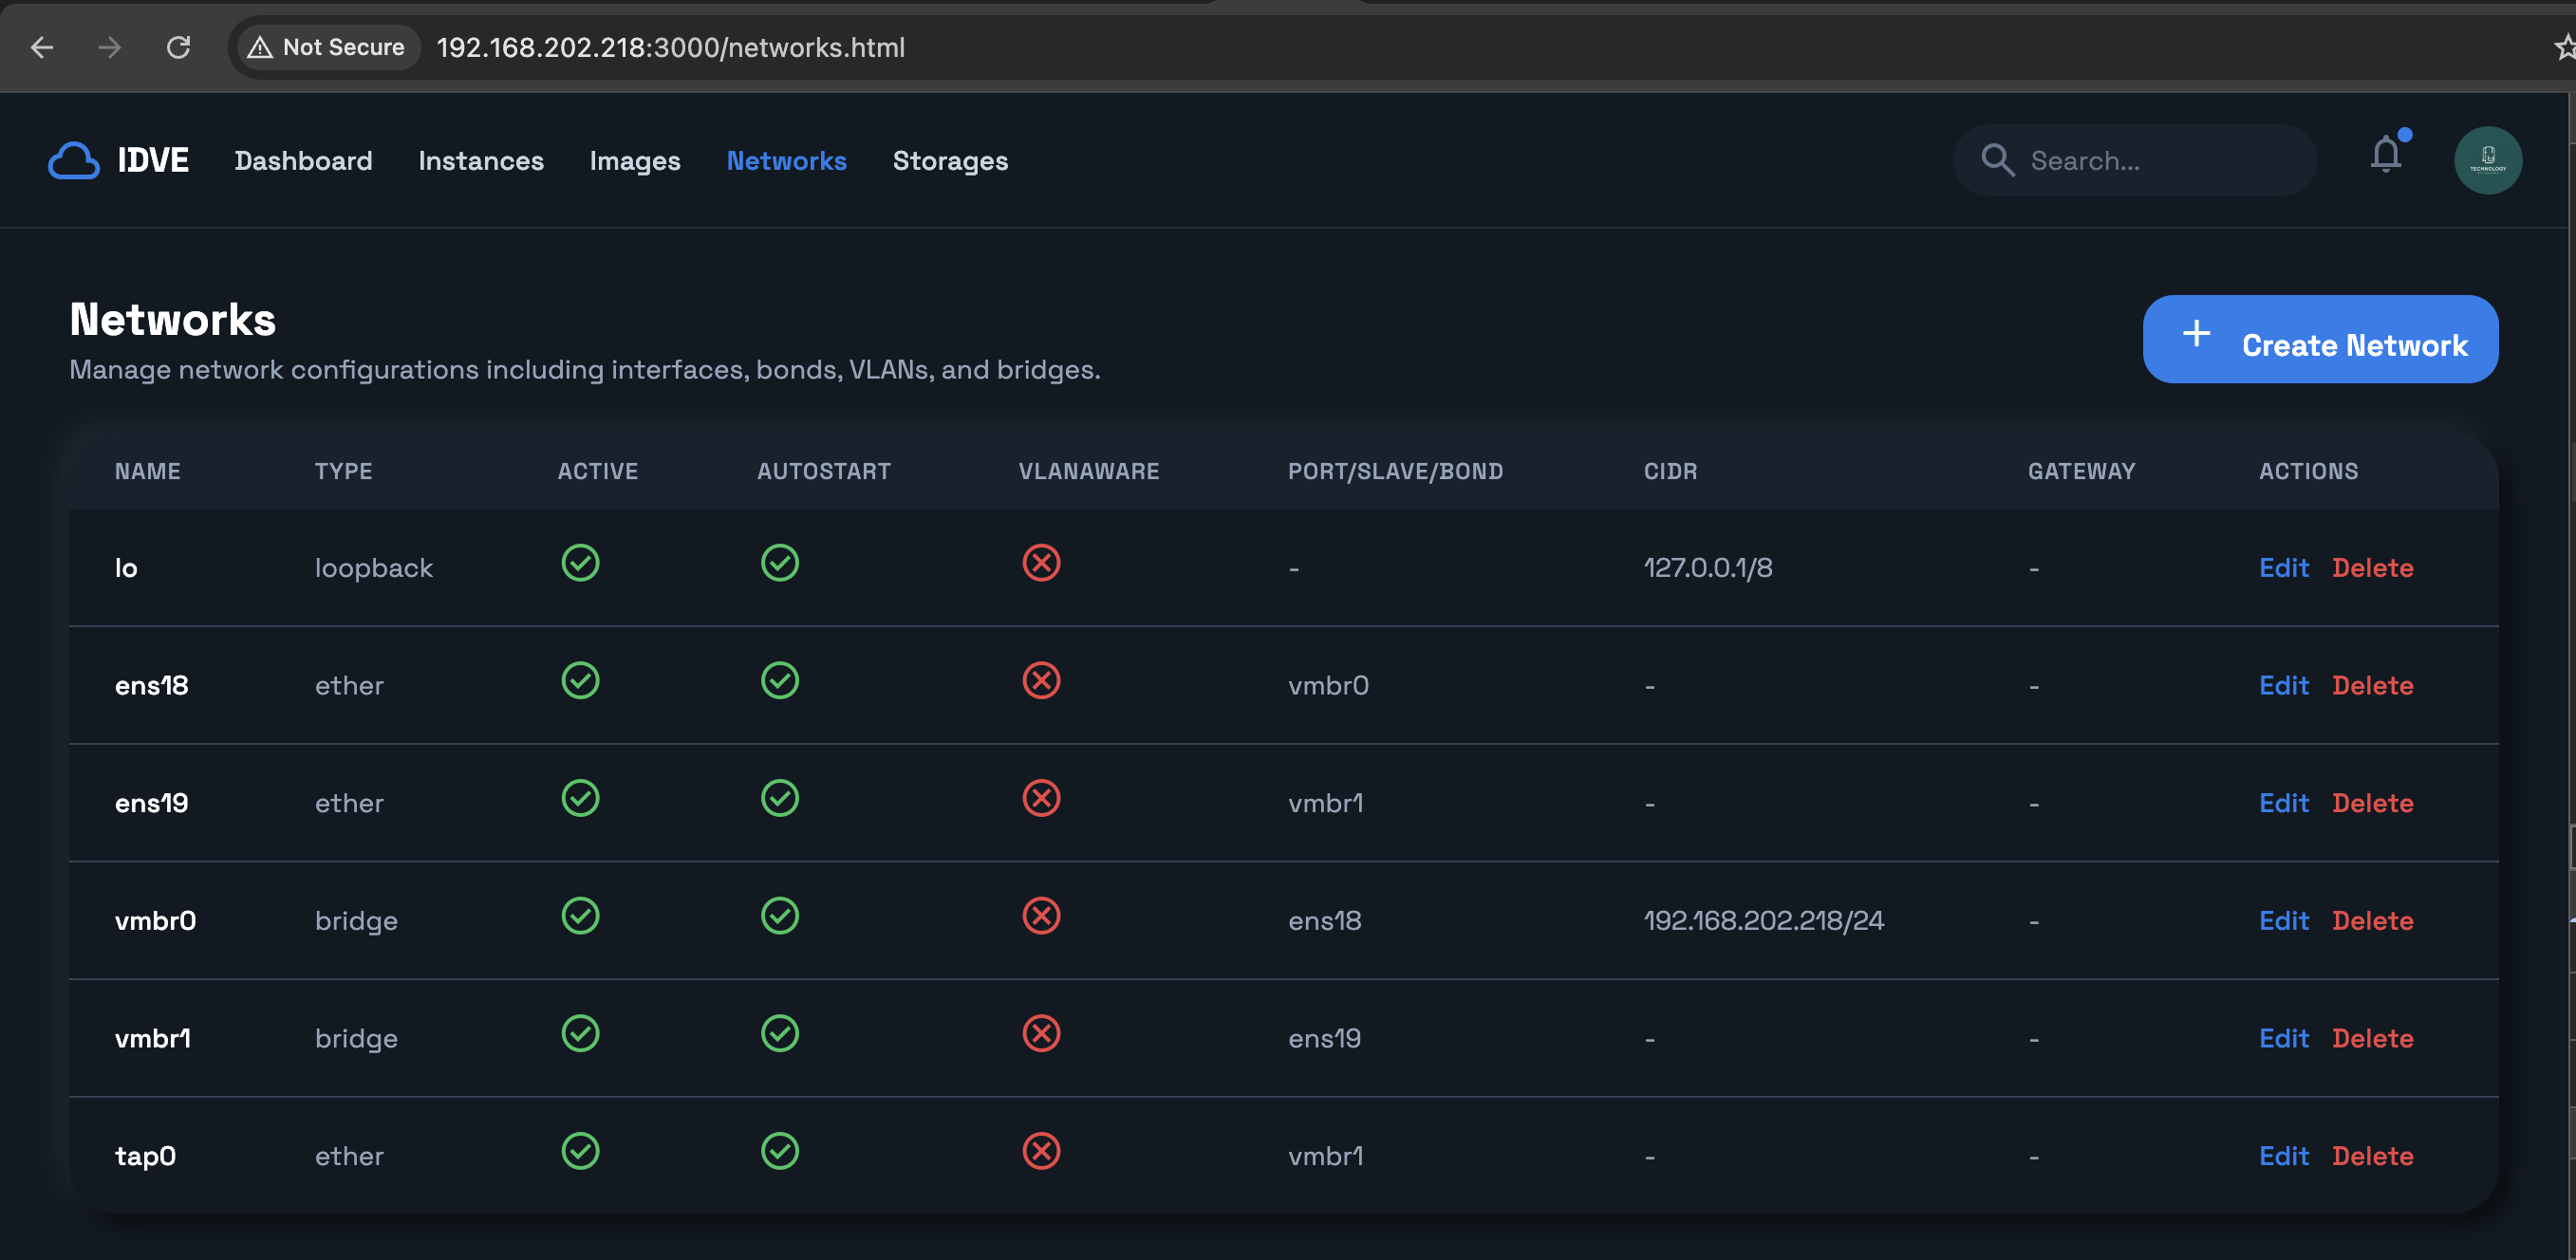 Not Secure 192.168.202.218:3000/networks.html
IDVE Dashboard Instances Images Networks Storages Search... TECHNOLOGY
Networks
Manage network configurations including interfaces, bonds, VLANs, and bridges.
+ Create Network
NAME TYPE ACTIVE AUTOSTART VLANAWARE PORT/SLAVE/BOND CIDR GATEWAY ACTIONS
lo loopback - 127.0.0.1/8 - Edit Delete
ens18 ether vmbr0 - - Edit Delete
ens19 ether vmbr1 - - Edit Delete
vmbr0 bridge ens18 192.168.202.218/24 - Edit Delete
vmbr1 bridge ens19 - - Edit Delete
tap0 ether vmbr1 - - Edit Delete